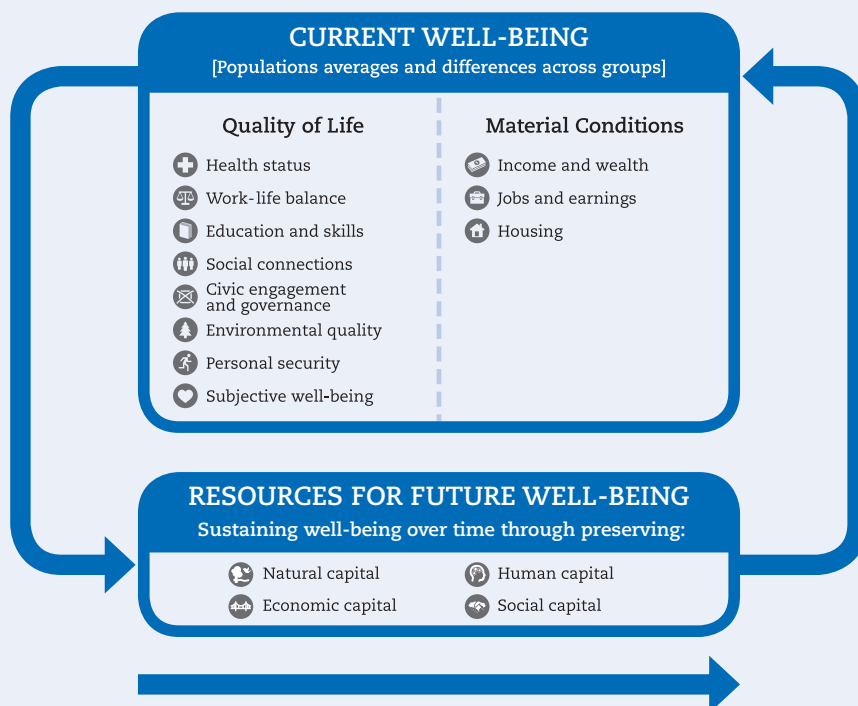 CURRENT WELL-BEING
[Populations averages and differences across groups]
Quality of Life
Health status
Work-life balance
Education and skills
Social connections
Civic engagement
and governance
Environmental quality
Personal security
Subjective well-being
Material Conditions
Income and wealth
Jobs and earnings
Housing
RESOURCES FOR FUTURE WELL-BEING
Sustaining well-being over time through preserving:
Natural capital
Human capital
Economic capital
Social capital